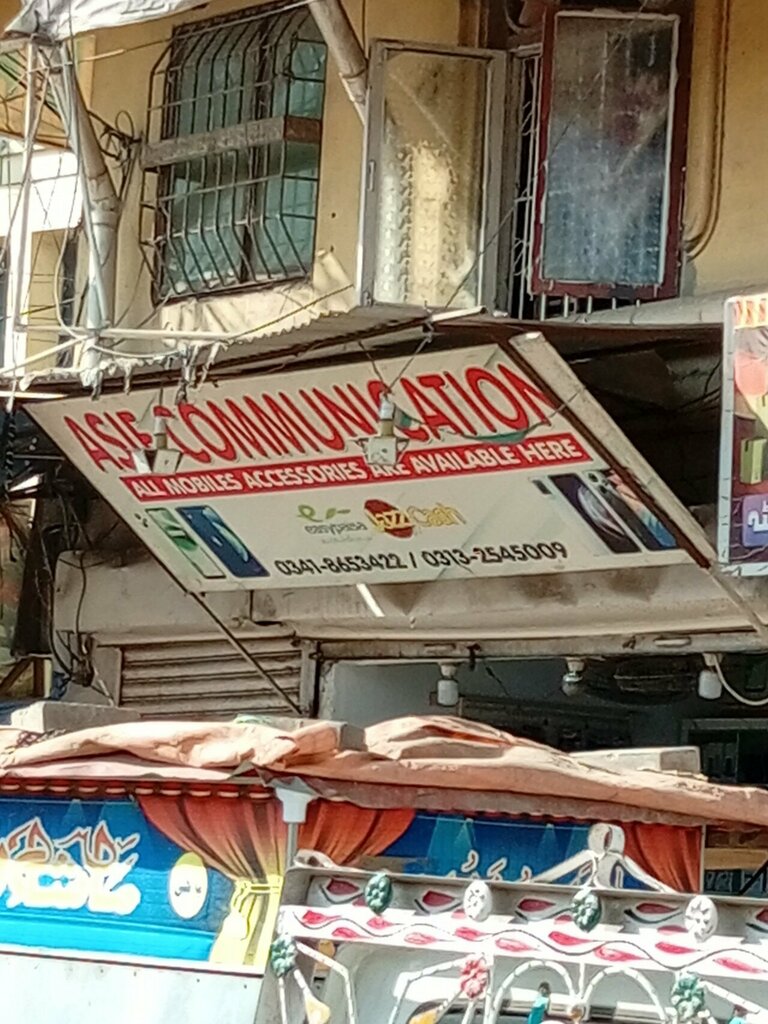 ASIF COMMUNICATION
ALL MOBILES ACCESSORIES ARE AVAILABLE HERE
easypaisa JazzCash
0341-8653422 / 0313-2545009